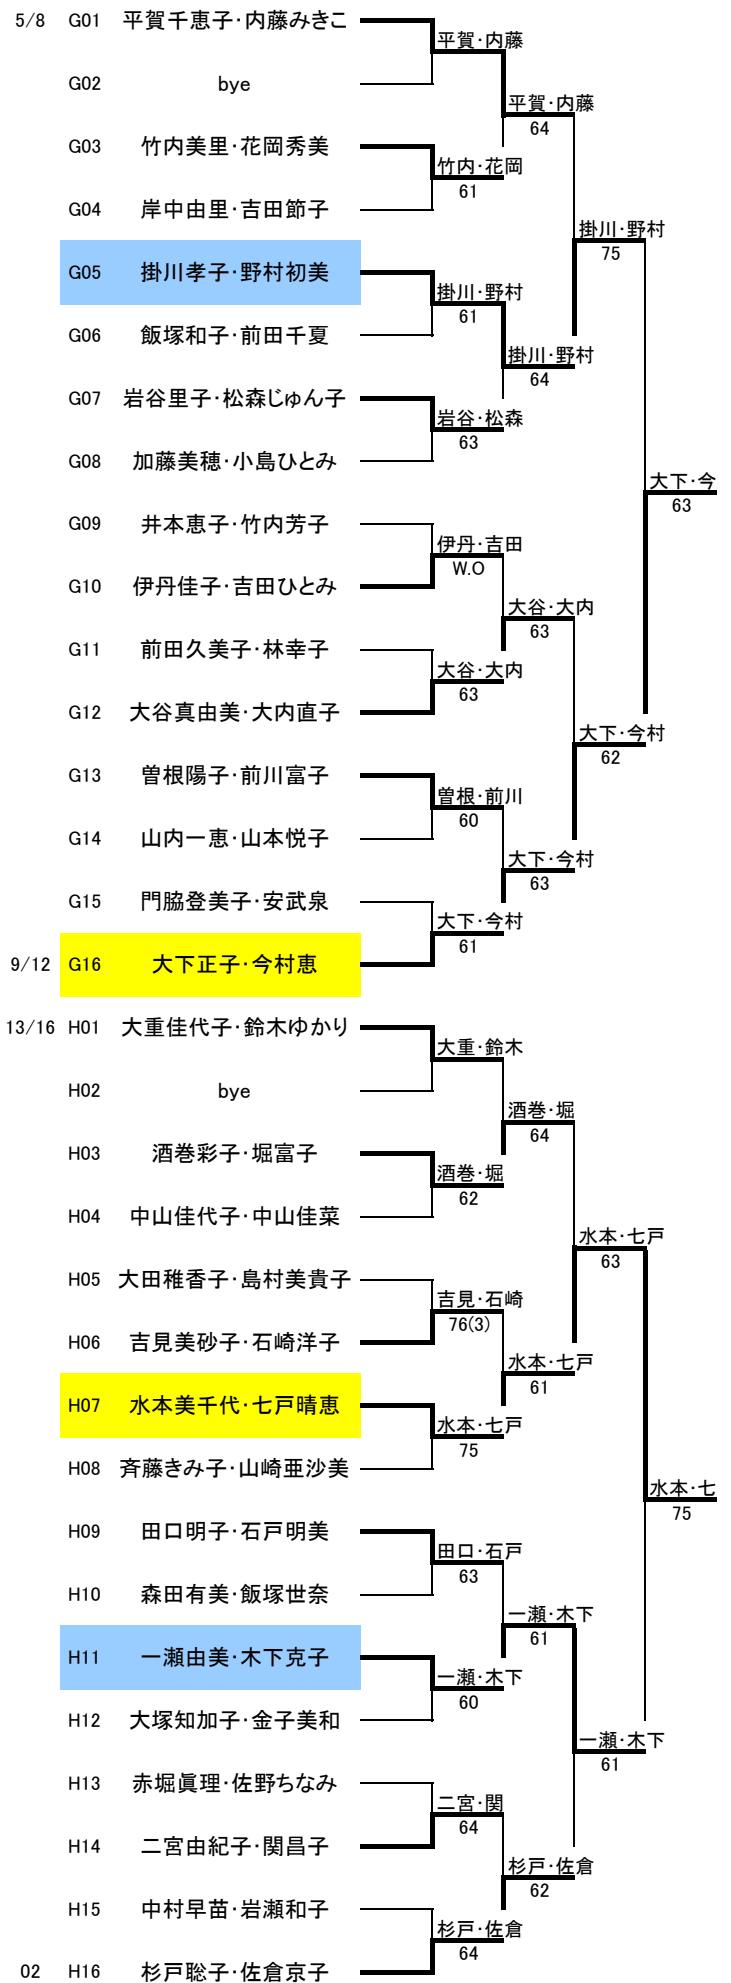 5/8 G01 平賀千恵子・内藤みきこ
平賀・内藤
G02 bye
平賀・内藤
64
G03 竹内美里・花岡秀美
竹内・花岡
61
G04 岸中由里・吉田節子
掛川・野村
75
G05 掛川孝子・野村初美
掛川・野村
61
G06 飯塚和子・前田千夏
掛川・野村
64
G07 岩谷里子・松森じゅん子
岩谷・松森
63
G08 加藤美穂・小島ひとみ
大下・今
63
G09 井本恵子・竹内芳子
伊丹・吉田
W.O
G10 伊丹佳子・吉田ひとみ
大谷・大内
63
G11 前田久美子・林幸子
大谷・大内
63
G12 大谷真由美・大内直子
大下・今村
62
G13 曽根陽子・前川富子
曽根・前川
60
G14 山内一恵・山本悦子
大下・今村
63
G15 門脇登美子・安武泉
大下・今村
61
9/12 G16 大下正子・今村恵
13/16 H01 大重佳代子・鈴木ゆかり
大重・鈴木
H02 bye
酒巻・堀
64
H03 酒巻彩子・堀富子
酒巻・堀
62
H04 中山佳代子・中山佳菜
水本・七戸
63
H05 大田稚香子・島村美貴子
吉見・石崎
76(3)
H06 吉見美砂子・石崎洋子
水本・七戸
61
H07 水本美千代・七戸晴恵
水本・七戸
75
H08 斉藤きみ子・山崎亜沙美
水本・七
75
H09 田口明子・石戸明美
田口・石戸
63
H10 森田有美・飯塚世奈
一瀬・木下
61
H11 一瀬由美・木下克子
一瀬・木下
60
H12 大塚知加子・金子美和
一瀬・木下
61
H13 赤堀眞理・佐野ちなみ
二宮・関
64
H14 二宮由紀子・関昌子
杉戸・佐倉
62
H15 中村早苗・岩瀬和子
杉戸・佐倉
64
02 H16 杉戸聡子・佐倉京子